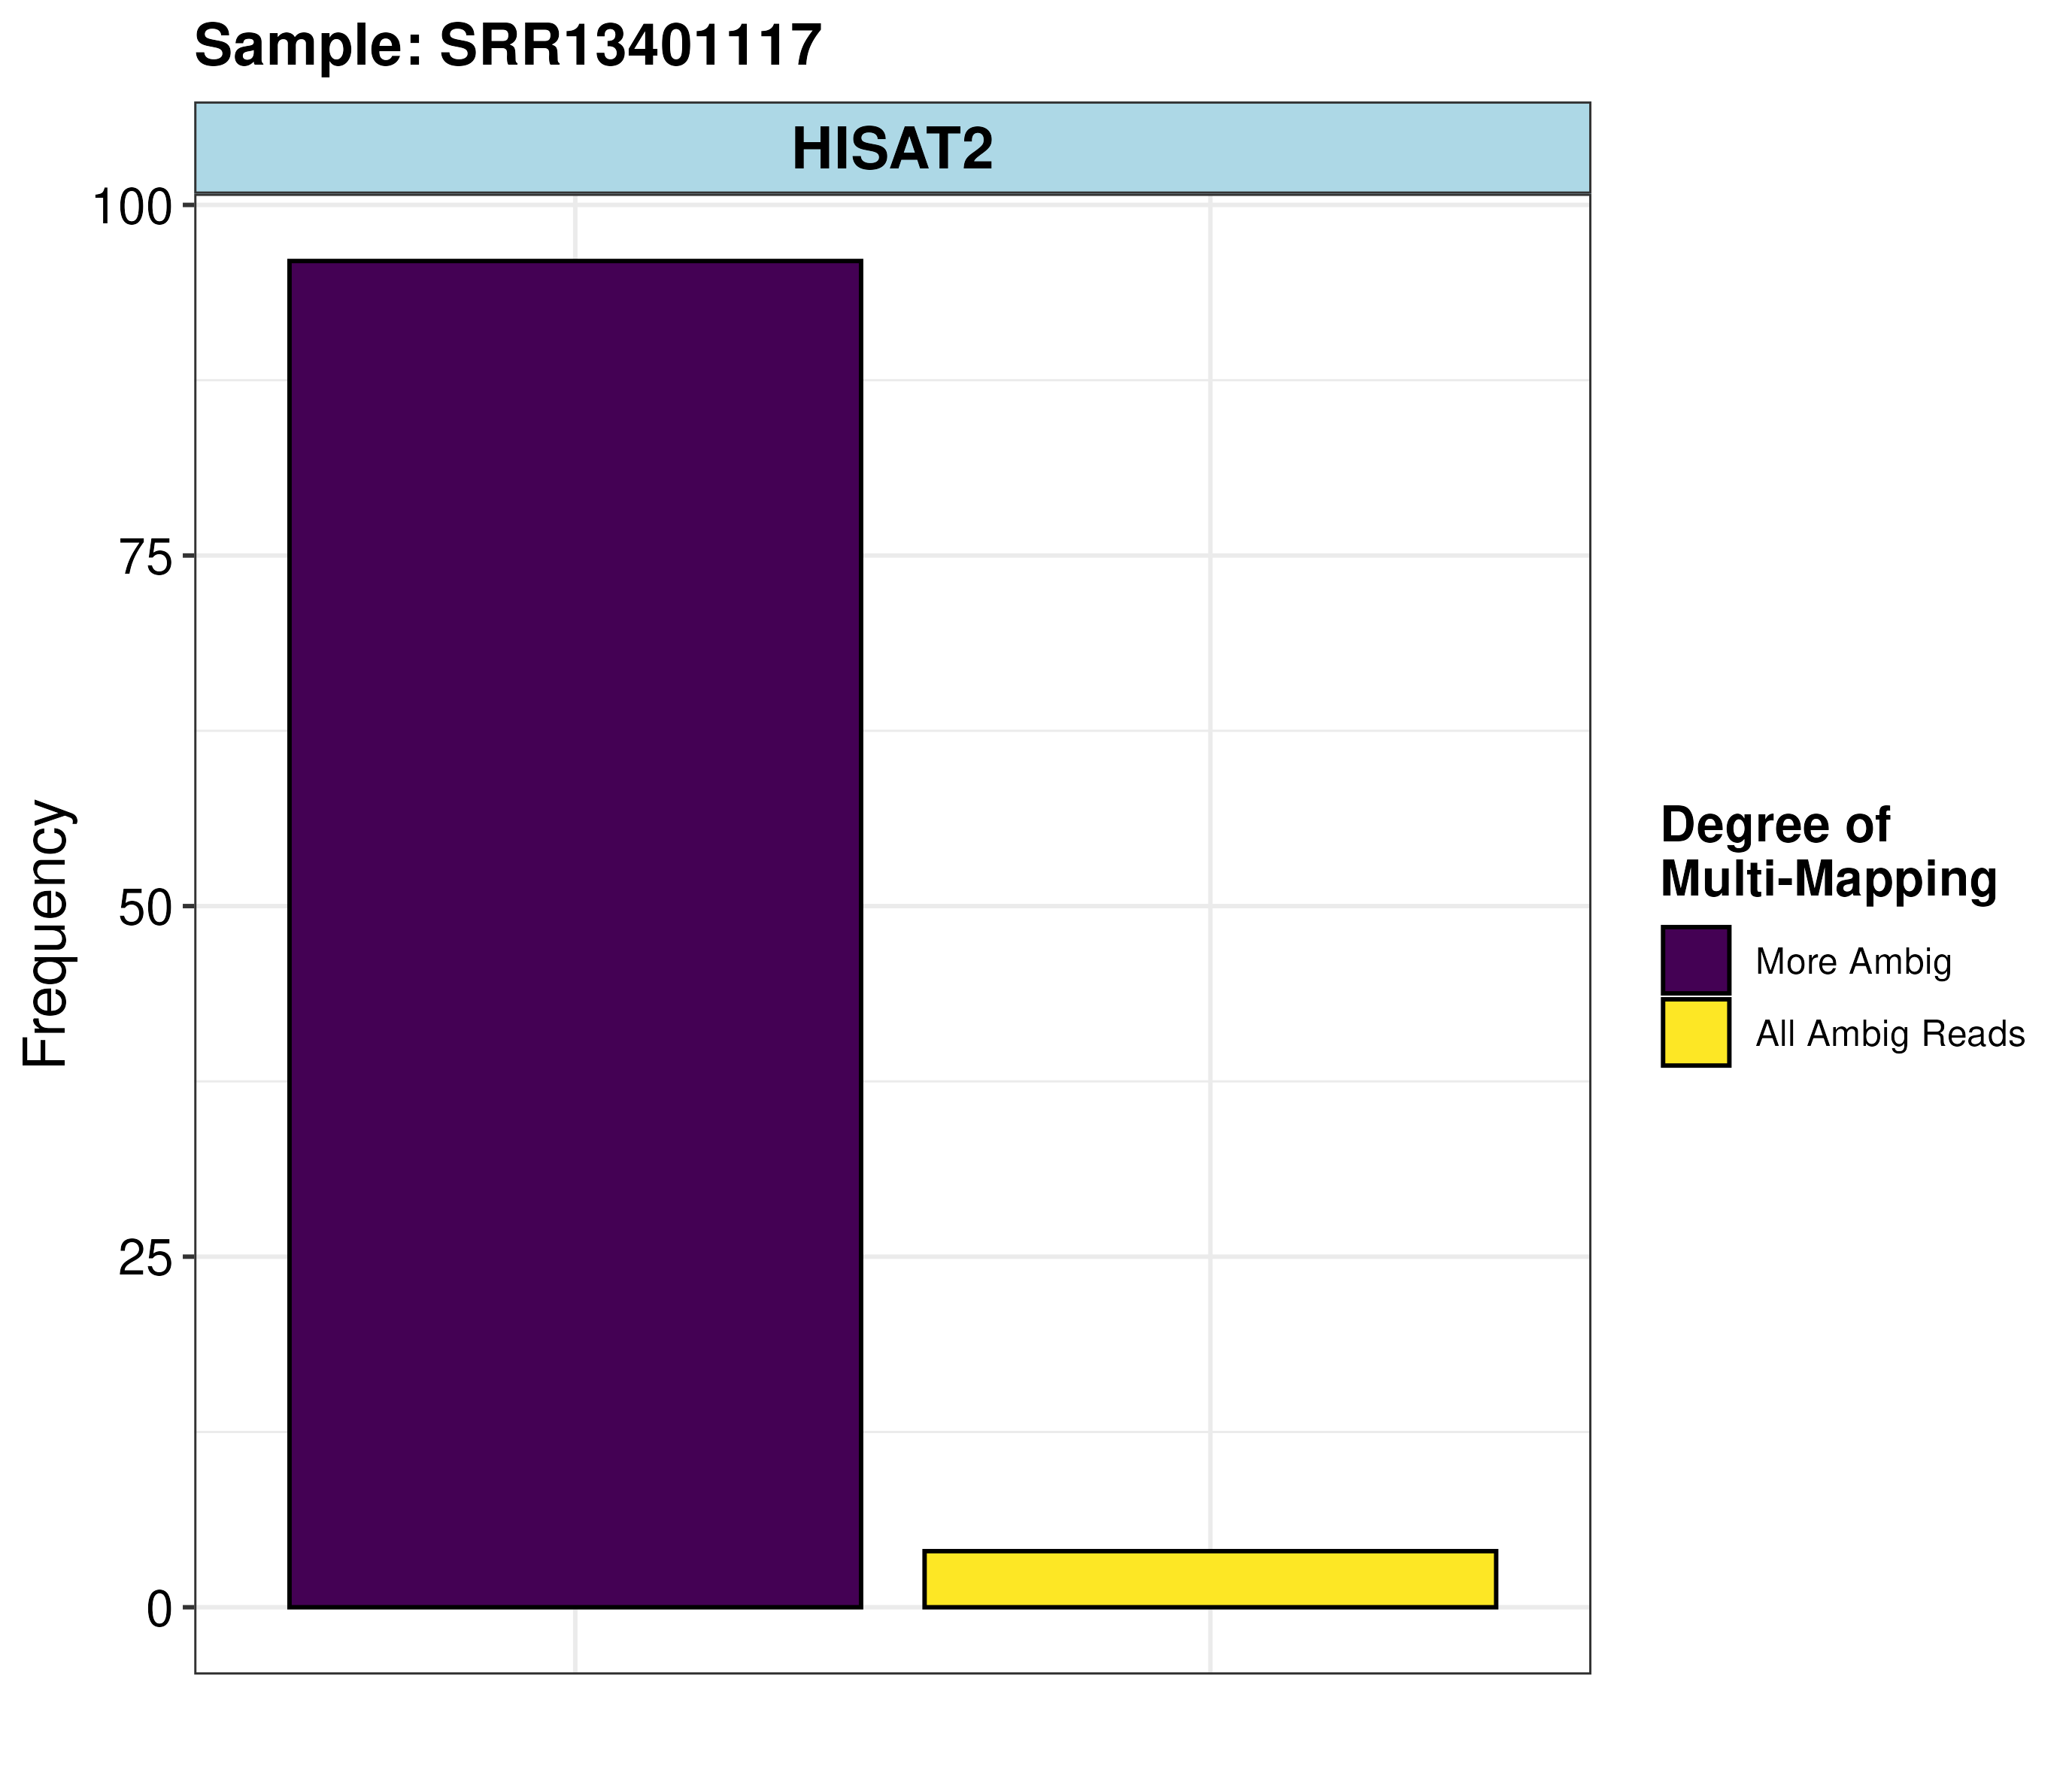 Sample: SRR13401117
HISAT2
100
75
50
25
0
Frequency
Degree of
Multi-Mapping
More Ambig
All Ambig Reads